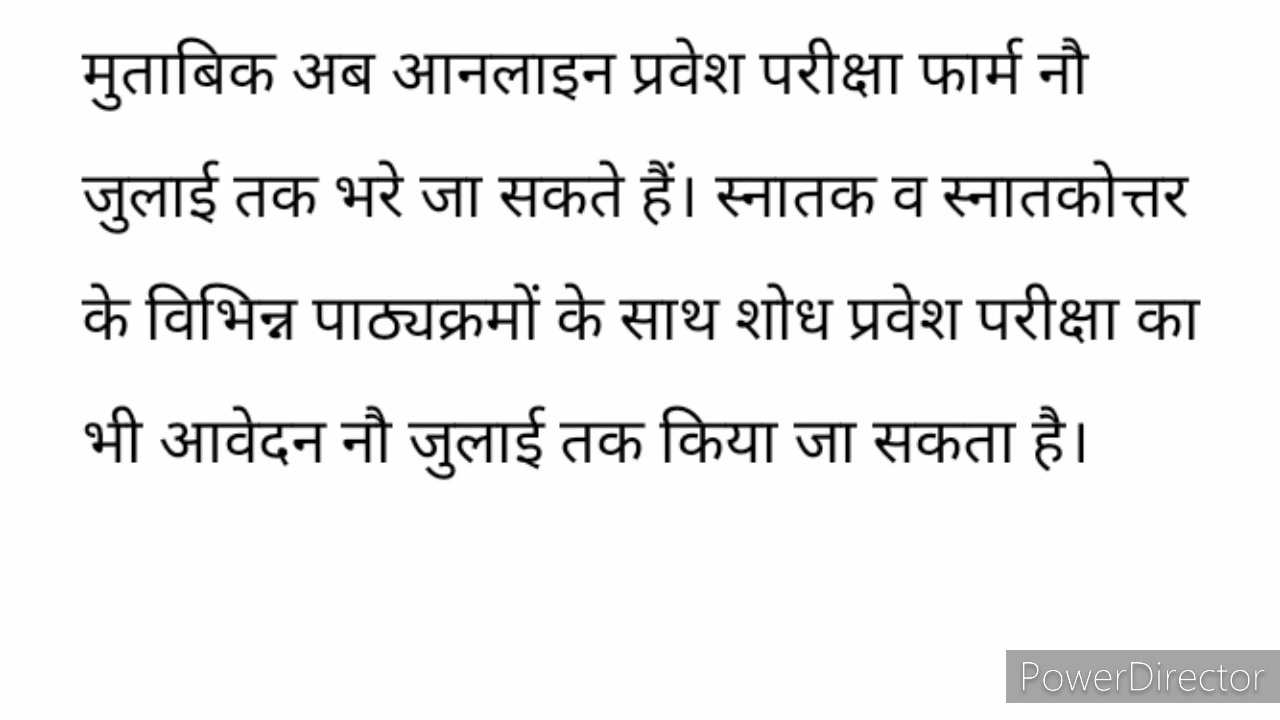 मुताबिक अब आनलाइन प्रवेश परीक्षा फार्म नौ
जुलाई तक भरे जा सकते हैं। स्नातक व स्नातकोत्तर
के विभिन्न पाठ्यक्रमों के साथ शोध प्रवेश परीक्षा का
भी आवेदन नौ जुलाई तक किया जा सकता है।
PowerDirector